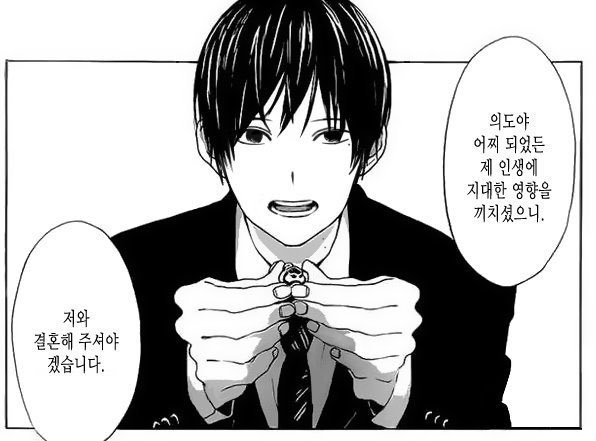 의도야
어찌 되었든
제 인생에
지대한 영향을
끼치셨으니.
저와
결혼해 주셔야
겠습니다.